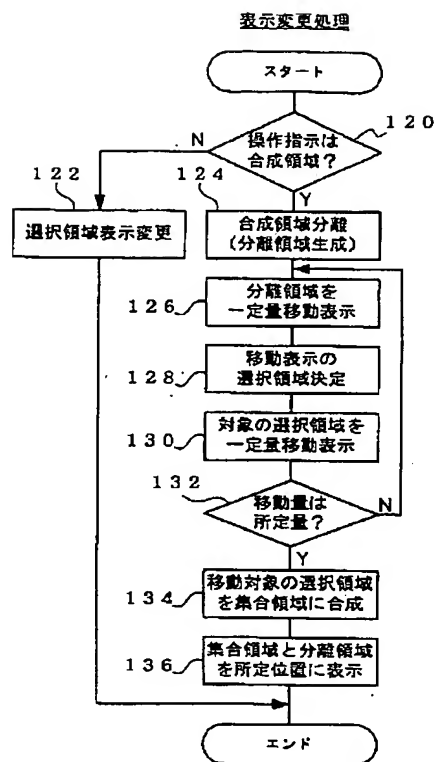 表示変更処理
スタート
120
操作指示は
合成領域?
N
Y
122
選択領域表示変更
124
合成領域分離
(分離領域生成)
126
分離領域を
一定量移動表示
128
移動表示の
選択領域決定
130
対象の選択領域を
一定量移動表示
132
移動量は
所定量?
N
Y
134
移動対象の選択領域
を集合領域に合成
136
集合領域と分離領域
を所定位置に表示
エンド